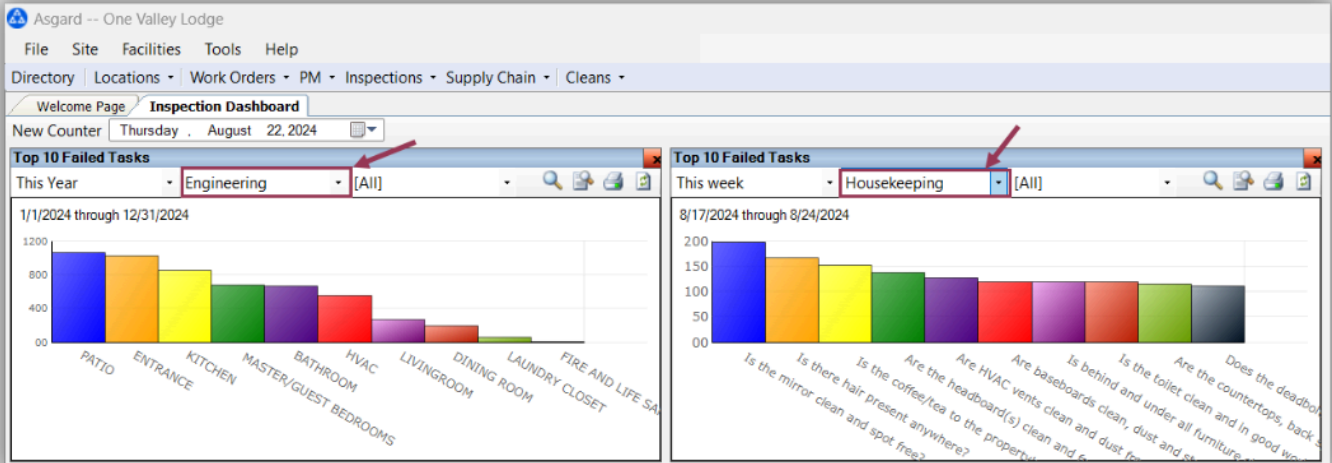 Asgard -- One Valley Lodge
File Site Facilities Tools Help
Directory Locations Work Orders PM Inspections Supply Chain Cleans
Welcome Page Inspection Dashboard
New Counter Thursday , August 22, 2024
Top 10 Failed Tasks
This Year Engineering [All]
1/1/2024 through 12/31/2024
1200
800
400
00
PATIO
ENTRANCE
KITCHEN
MASTER/GUEST BEDROOMS
BATHROOM
HVAC
LIVINGROOM
DINING ROOM
LAUNDRY CLOSET
FIRE AND LIFE SA
Top 10 Failed Tasks
This week Housekeeping [All]
8/17/2024 through 8/24/2024
200
150
100
50
00
Is the mirror clean and spot free?
Is there hair present anywhere?
Is the coffee/tea to the property
Are the headboard(s) clean and
Are HVAC vents clean and dust
Are baseboards clean, dust and
Is behind and under all furniture
Is the toilet clean and in good
Are the countertops, back
Does the deadbol